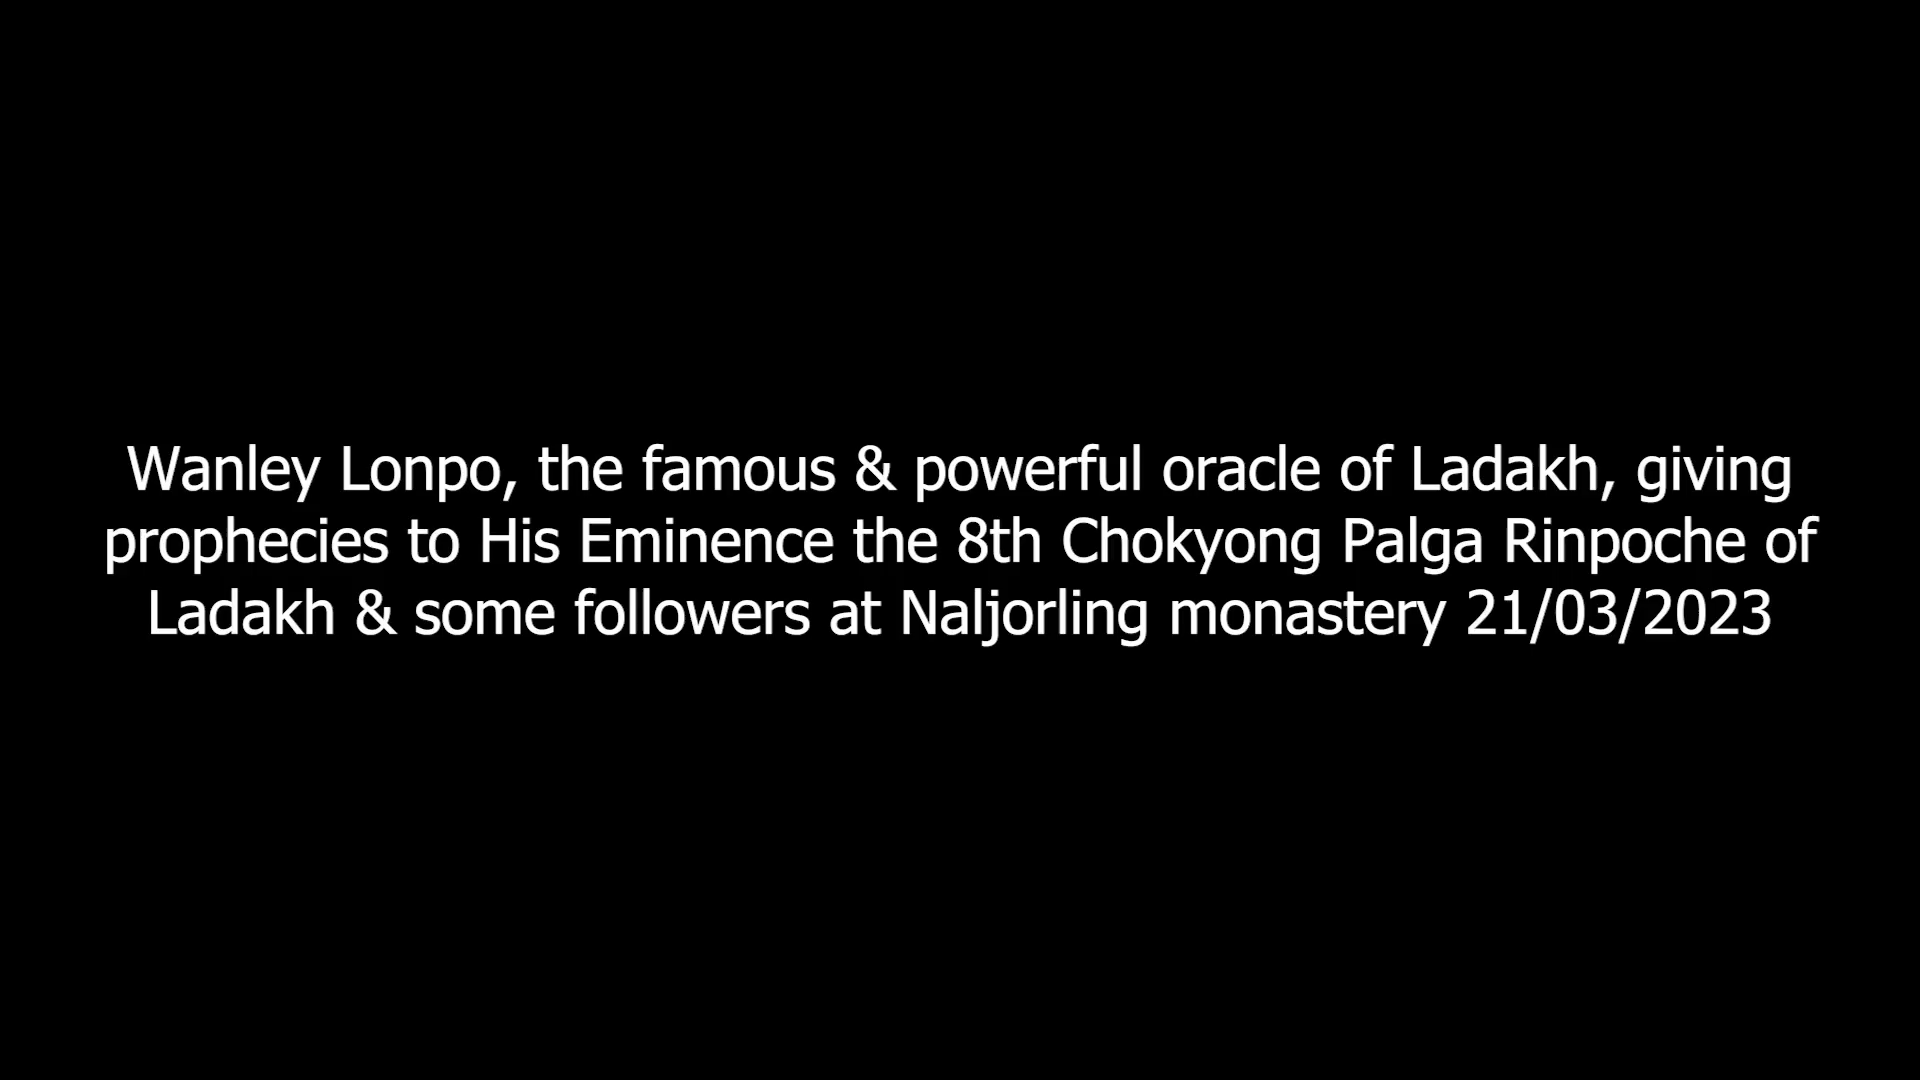 Wanley Lonpo, the famous & powerful oracle of Ladakh, giving
prophecies to His Eminence the 8th Chokyong Palga Rinpoche of
Ladakh & some followers at Naljorling monastery 21/03/2023